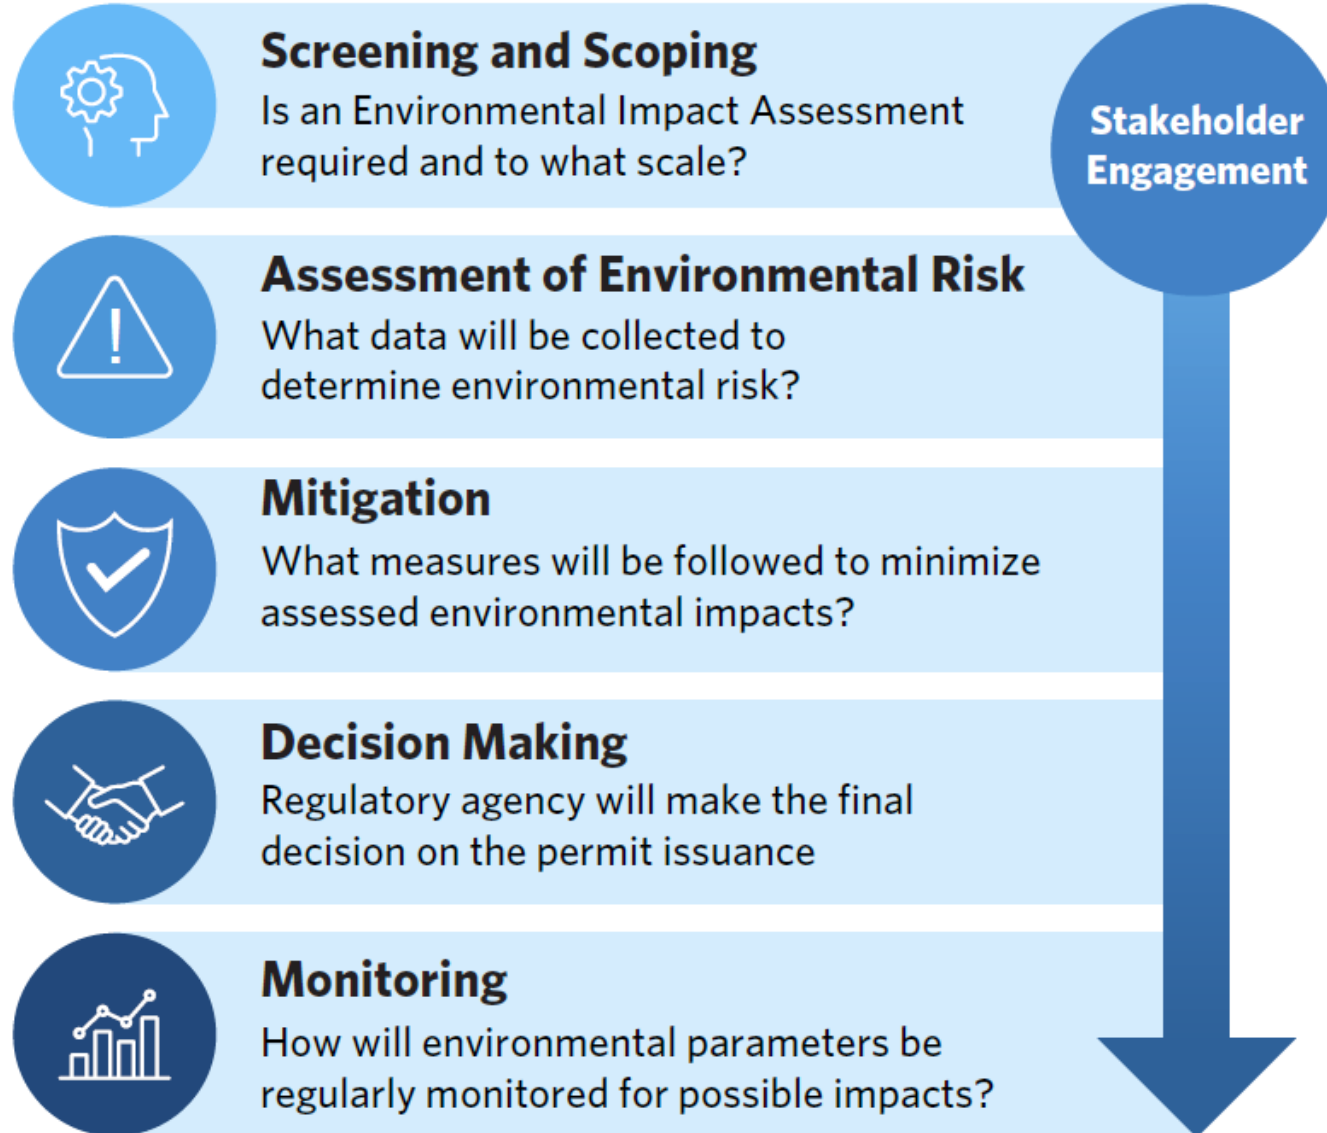 Screening and Scoping
Is an Environmental Impact Assessment
required and to what scale?
Stakeholder
Engagement
Assessment of Environmental Risk
What data will be collected to
determine environmental risk?
Mitigation
What measures will be followed to minimize
assessed environmental impacts?
Decision Making
Regulatory agency will make the final
decision on the permit issuance
Monitoring
How will environmental parameters be
regularly monitored for possible impacts?